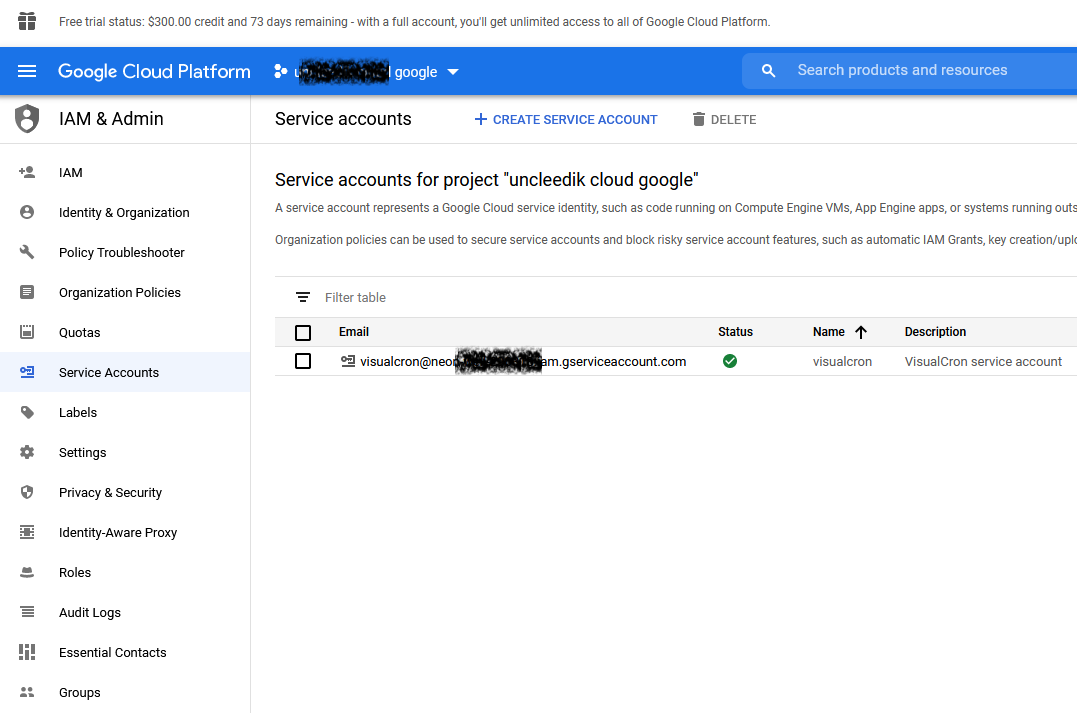 Free trial status: $300.00 credit and 73 days remaining - with a full account, you'll get unlimited access to all of Google Cloud Platform.
Google Cloud Platform
google
Search products and resources
IAM & Admin
Service accounts
CREATE SERVICE ACCOUNT
DELETE
IAM
Identity & Organization
Policy Troubleshooter
Organization Policies
Quotas
Service Accounts
Labels
Settings
Privacy & Security
Identity-Aware Proxy
Roles
Audit Logs
Essential Contacts
Groups
Service accounts for project "uncleedik cloud google"
A service account represents a Google Cloud service identity, such as code running on Compute Engine VMs, App Engine apps, or systems running outs
Organization policies can be used to secure service accounts and block risky service account features, such as automatic IAM Grants, key creation/uplo
Filter table
Email Status Name Description
visualcron@neon am.gserviceaccount.com visualcron VisualCron service account